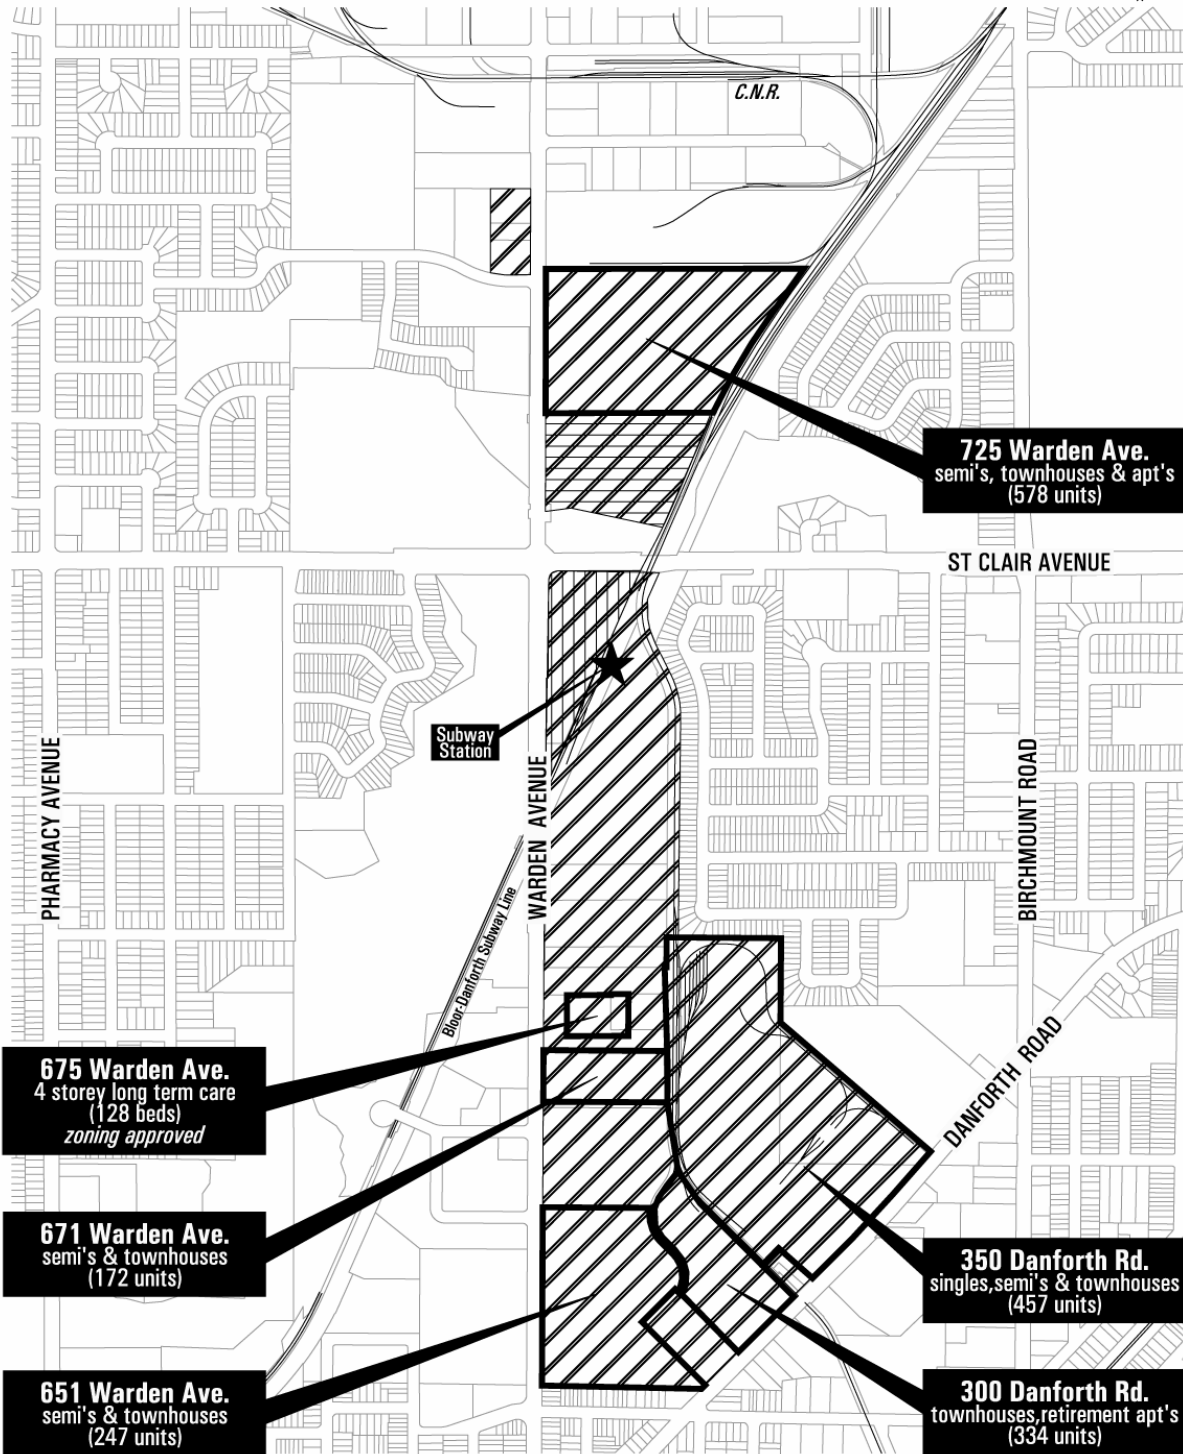 C.N.R.
725 Warden Ave.
semi's, townhouses & apt's
(578 units)
ST CLAIR AVENUE
Subway
Station
PHARMACY AVENUE
WARDEN AVENUE
BIRCHMOUNT ROAD
Bloor-Danforth Subway Line
DANFORTH ROAD
675 Warden Ave.
4 storey long term care
(128 beds)
zoning approved
671 Warden Ave.
semi's & townhouses
(172 units)
350 Danforth Rd.
singles,semi's & townhouses
(457 units)
651 Warden Ave.
semi's & townhouses
(247 units)
300 Danforth Rd.
townhouses,retirement apt's
(334 units)